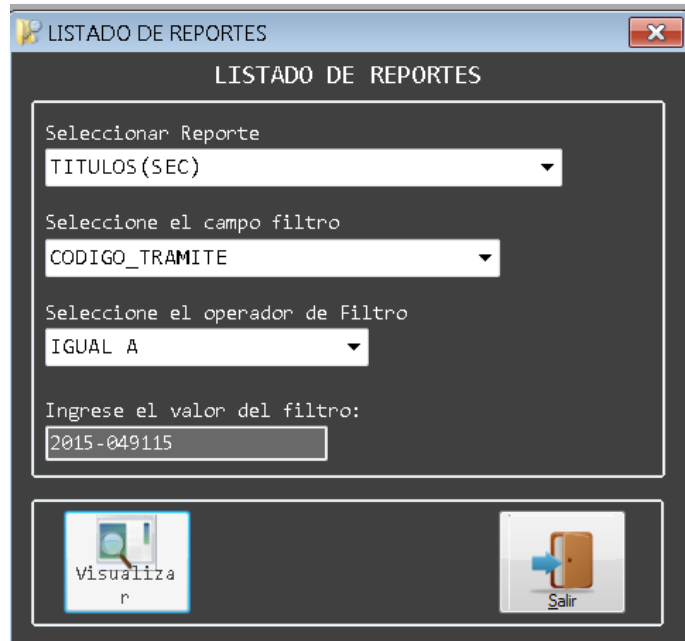 LISTADO DE REPORTES
LISTADO DE REPORTES
Seleccionar Reporte
TITULOS(SEC)
Seleccione el campo filtro
CODIGO_TRAMITE
Seleccione el operador de Filtro
IGUAL A
Ingrese el valor del filtro:
2015-049115
Visualiza
r
Salir